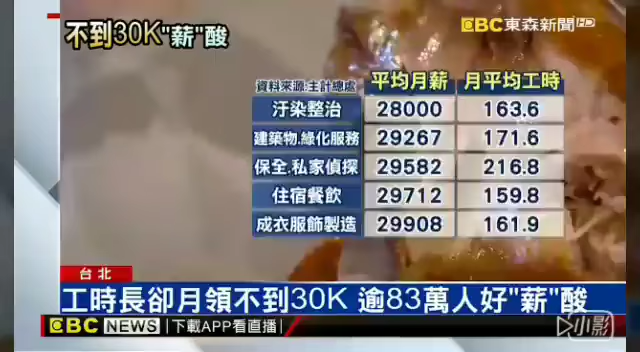 不到30K"薪"酸
EBC 東森新聞 HD
資料來源:主計總處 平均月薪 月平均工時
汙染整治 28000 163.6
建築物.綠化服務 29267 171.6
保全.私家偵探 29582 216.8
住宿餐飲 29712 159.8
成衣服飾製造 29908 161.9
台北
工時長卻月領不到30K 逾83萬人好"薪"酸
EBC NEWS 下載APP看直播
小影